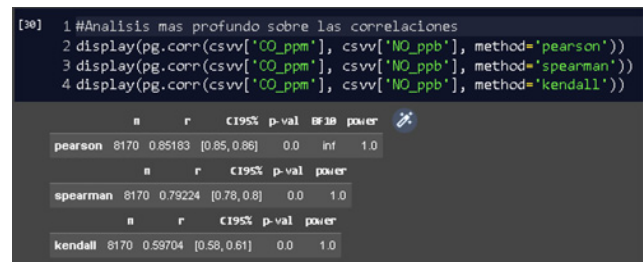 [30] 1 #Analisis mas profundo sobre las correlaciones
2 display(pg.corr(csvv['CO_ppm'], csvv['NO_ppb'], method='pearson'))
3 display(pg.corr(csvv['CO_ppm'], csvv['NO_ppb'], method='spearman'))
4 display(pg.corr(csvv['CO_ppm'], csvv['NO_ppb'], method='kendall'))
n r CI95% p-val BF10 power
pearson 8170 0.85183 [0.85, 0.86] 0.0 inf 1.0
n r CI95% p-val power
spearman 8170 0.79224 [0.78, 0.8] 0.0 1.0
n r CI95% p-val power
kendall 8170 0.59704 [0.58, 0.61] 0.0 1.0